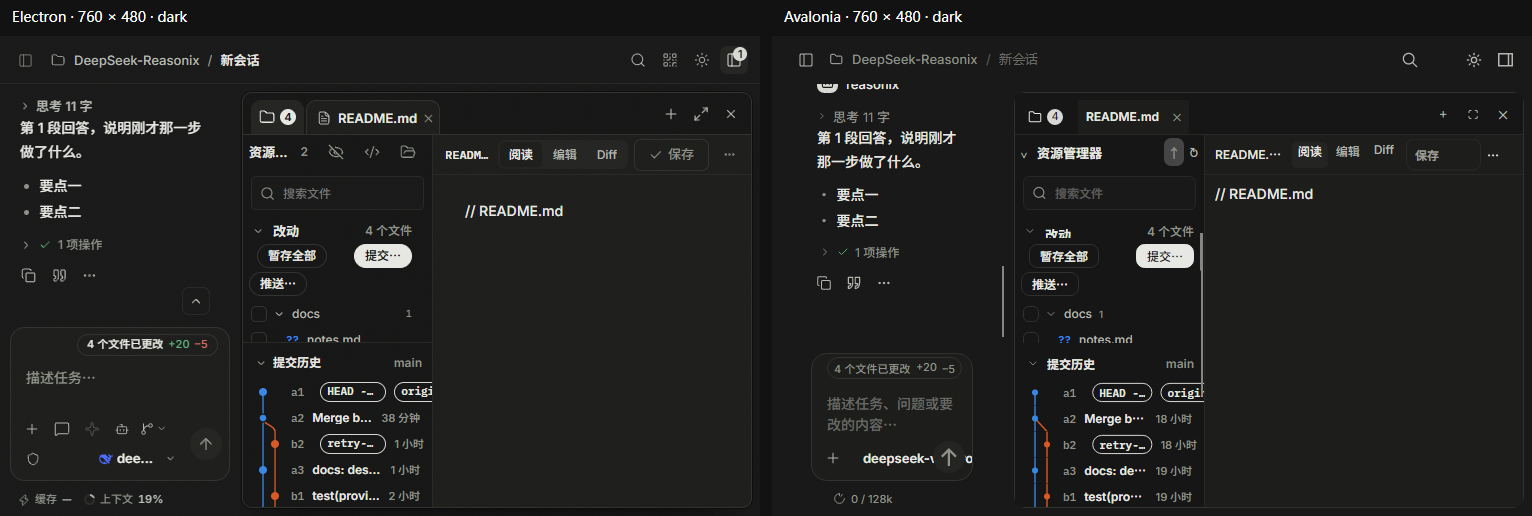 Electron · 760 × 480 · dark
DeepSeek-Reasonix / 新会话
1
思考 11 字
第 1 段回答，说明刚才那一步
做了什么。
要点一
要点二
1 项操作
4 个文件已更改 +20 −5
描述任务…
dee...
缓存 — 上下文 19%
4
README.md
资源... 2
搜索文件
改动 4 个文件
暂存全部 提交…
推送…
docs 1
?? notes.md
提交历史 main
a1 HEAD -… origi
a2 Merge b... 38 分钟
b2 retry-… 1 小时
a3 docs: des... 1 小时
b1 test(provi... 2 小时
READM... 阅读 编辑 Diff 保存
// README.md
Avalonia · 760 × 480 · dark
DeepSeek-Reasonix / 新会话
reasonix
思考 11 字
第 1 段回答，说明刚才
那一步做了什么。
要点一
要点二
1 项操作
4 个文件已更改 +20 −5
描述任务、问题或要
改的内容…
deepseek-v
0 / 128k
4
README.md
资源管理器
搜索文件
改动 4 个文件
暂存全部 提交…
推送…
docs 1
?? notes.md
提交历史 main
a1 HEAD -… origi
a2 Merge b… 18 小时
b2 retry-… 18 小时
a3 docs: de… 19 小时
b1 test(pro… 19 小时
README.… 阅读 编辑 Diff 保存
// README.md